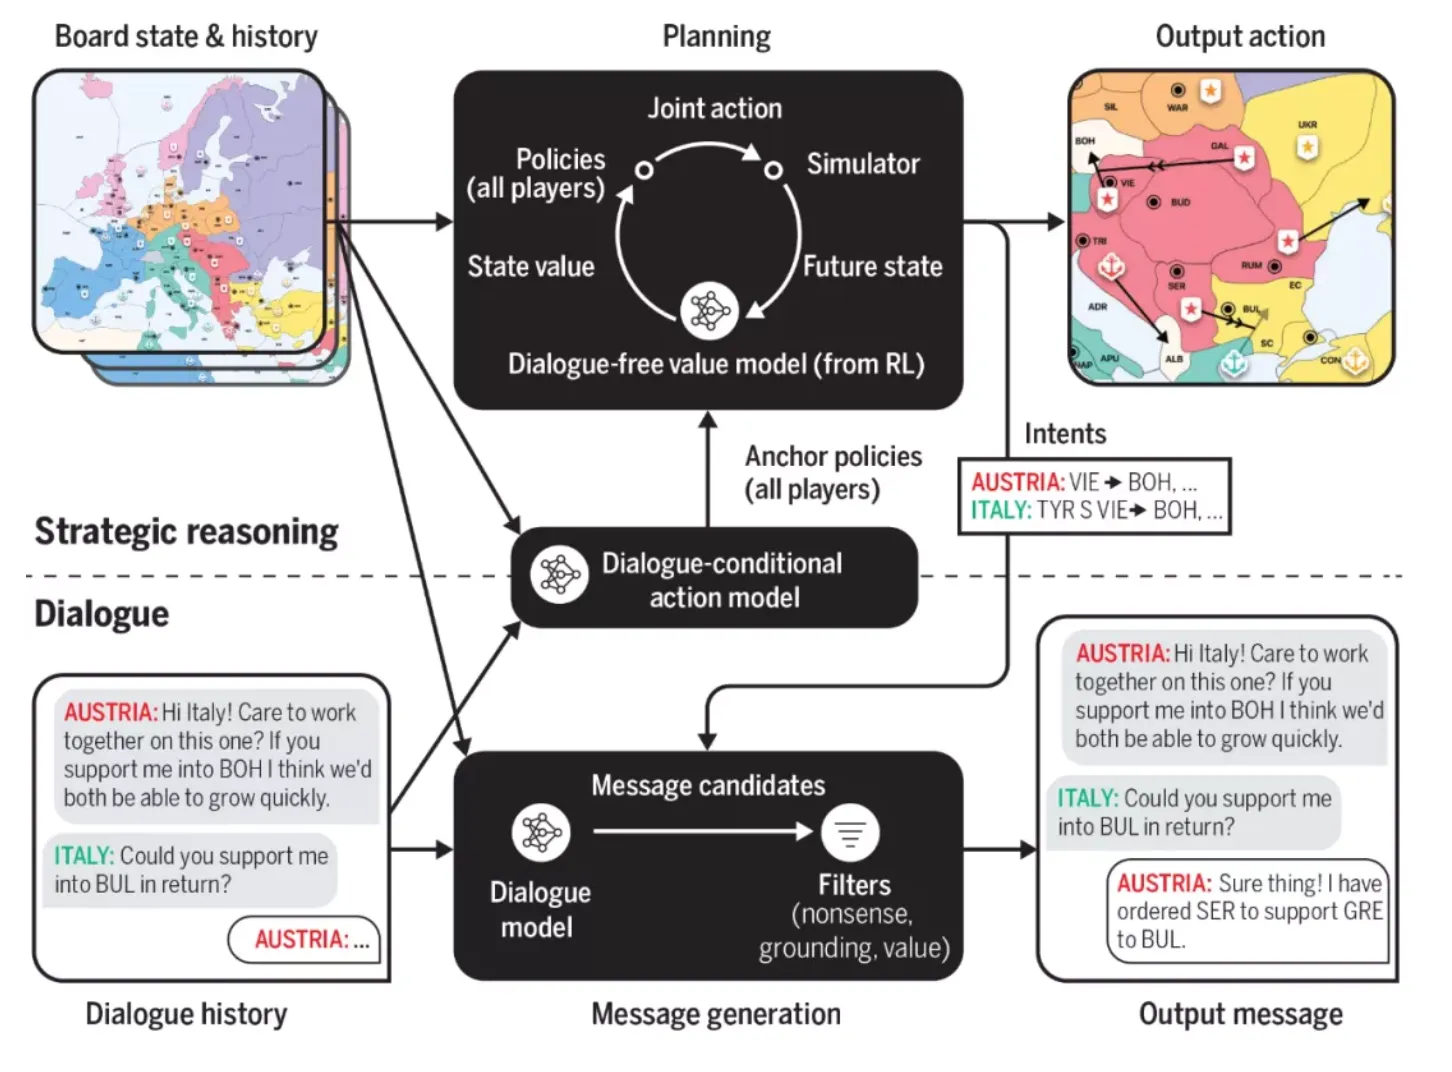 Board state & history
Planning
Output action
Joint action
Policies
(all players)
Simulator
State value
Future state
Dialogue-free value model (from RL)
SIL
WAR
BOH
GAL
UKR
VIE
BUD
TRI
RUM
SER
EC
ADR
BUL
SC
ALB
APU
NAP
CON
Anchor policies
(all players)
Intents
AUSTRIA: VIE → BOH, ...
ITALY: TYR S VIE→ BOH, ...
Strategic reasoning
Dialogue-conditional
action model
Dialogue
AUSTRIA: Hi Italy! Care to work
together on this one? If you
support me into BOH I think we'd
both be able to grow quickly.
ITALY: Could you support me
into BUL in return?
AUSTRIA: ...
Dialogue history
Message candidates
Dialogue
model
Filters
(nonsense,
grounding, value)
Message generation
AUSTRIA: Hi Italy! Care to work
together on this one? If you
support me into BOH I think we'd
both be able to grow quickly.
ITALY: Could you support me
into BUL in return?
AUSTRIA: Sure thing! I have
ordered SER to support GRE
to BUL.
Output message